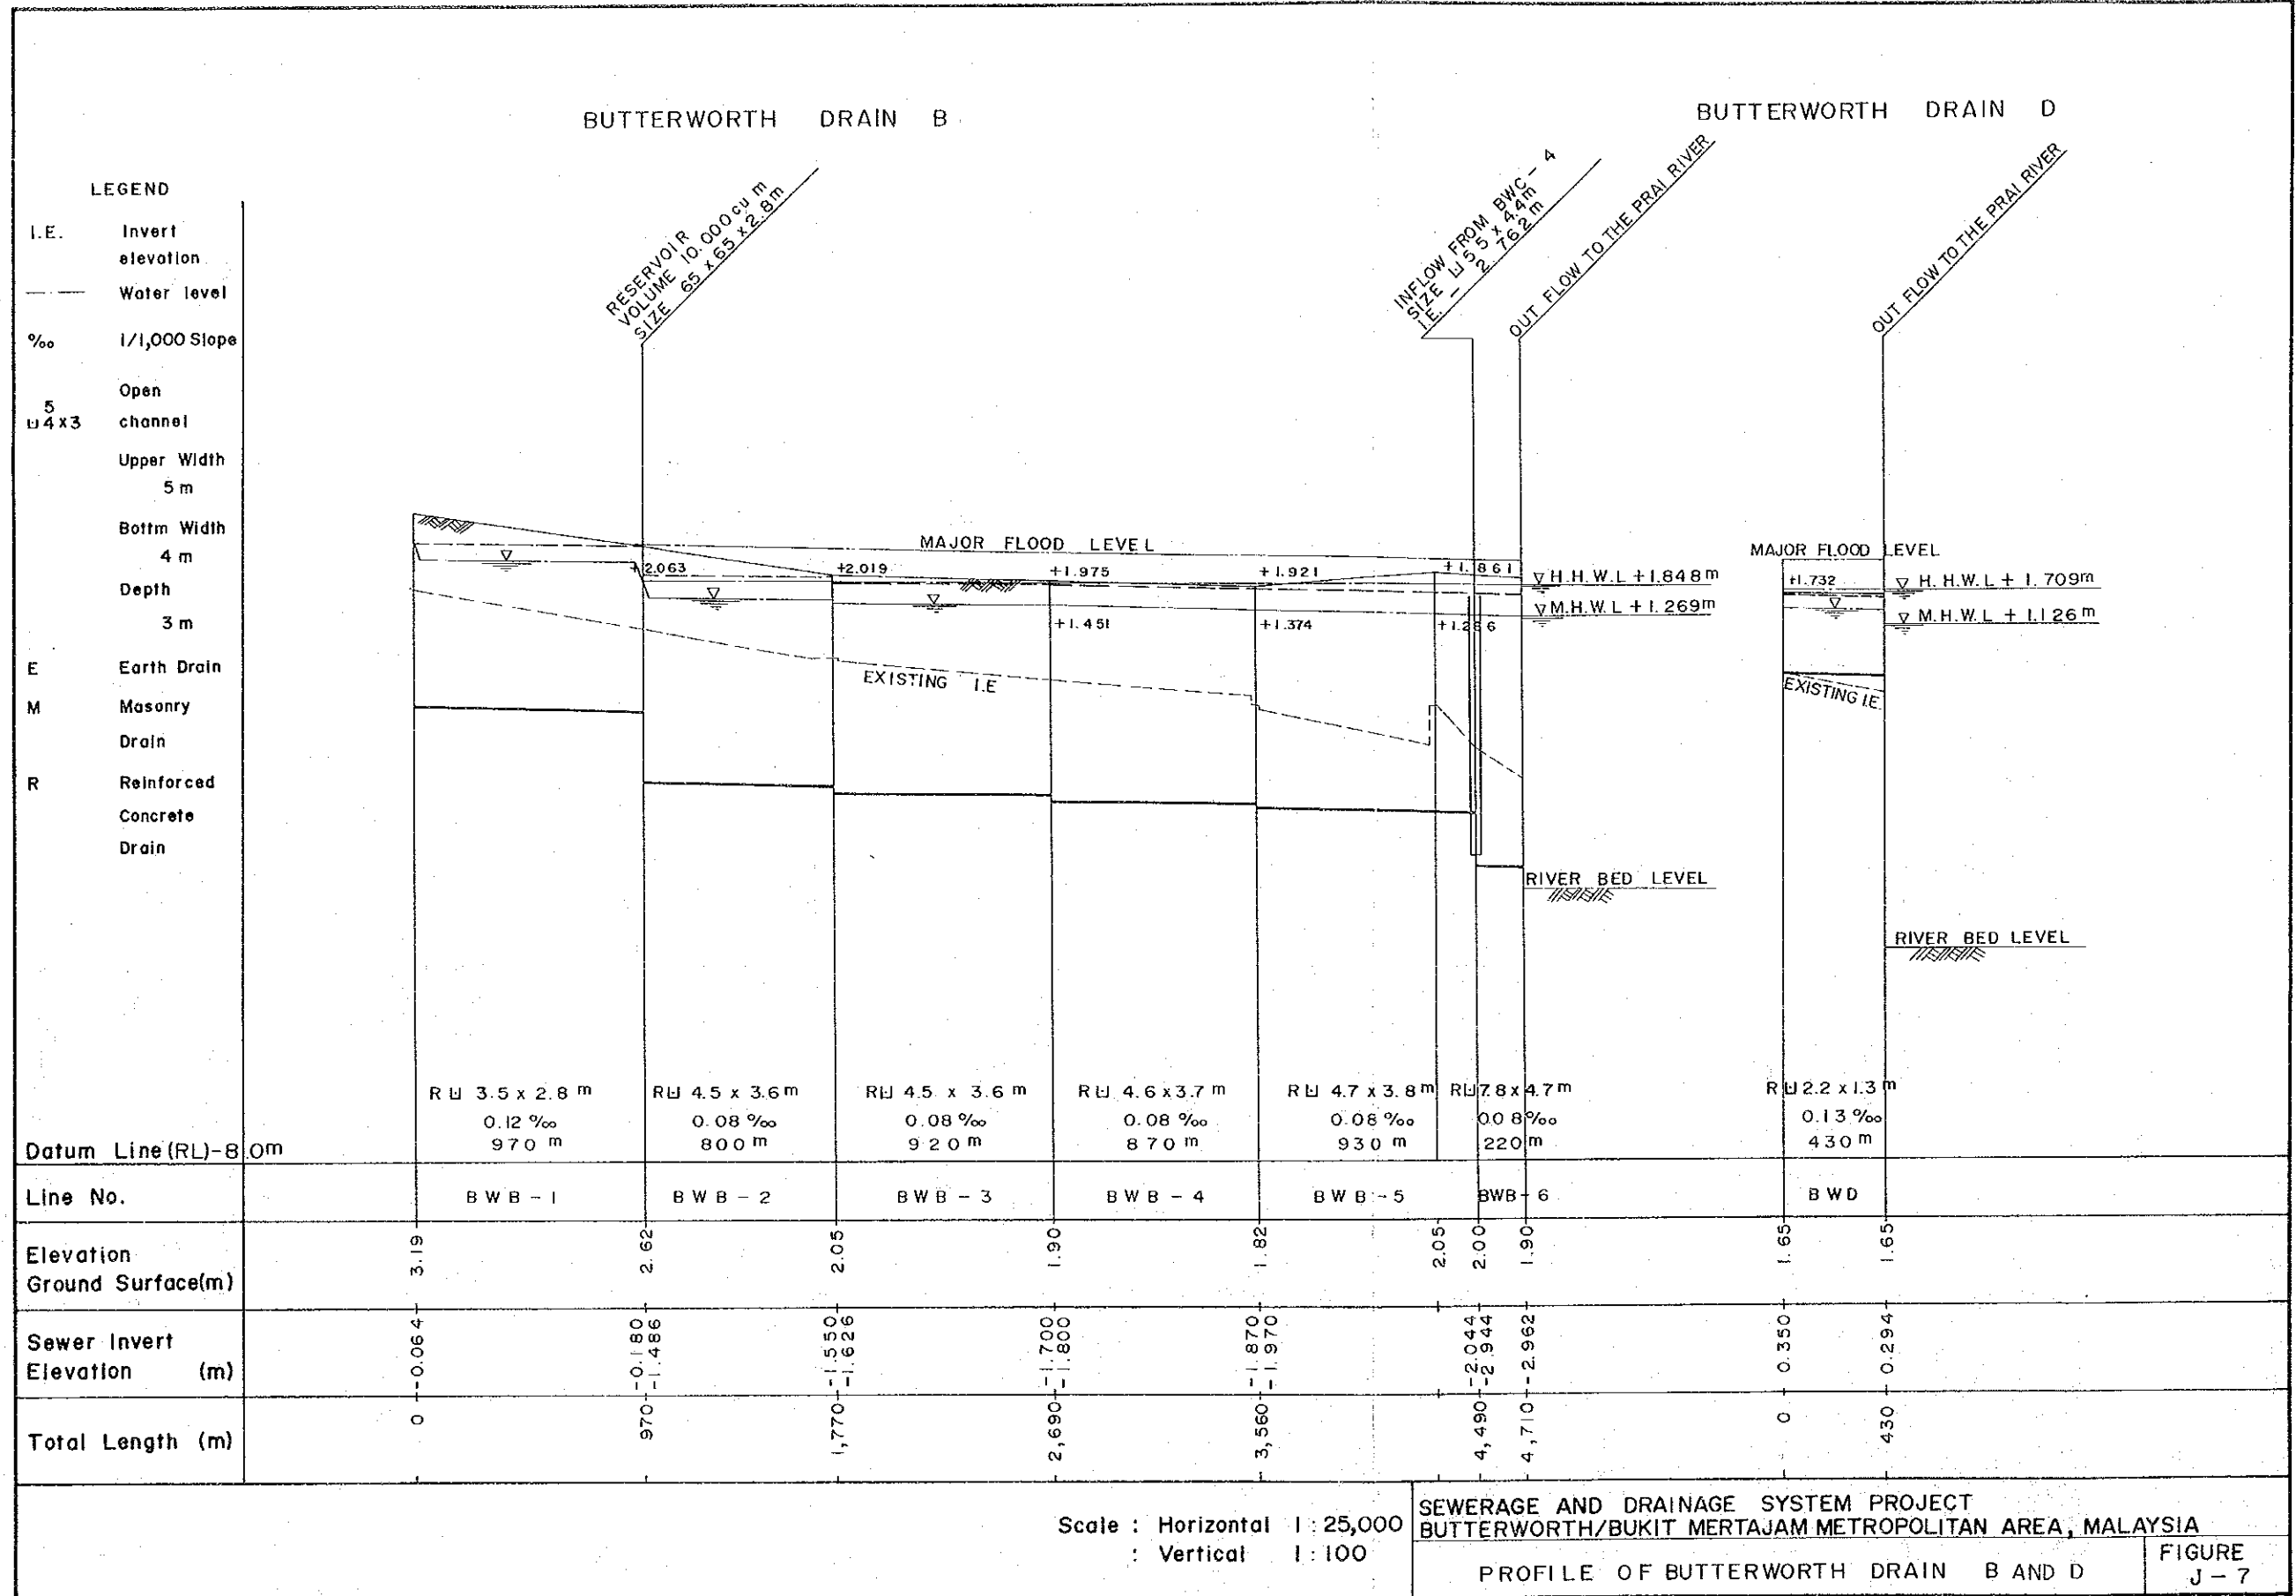 BUTTERWORTH DRAIN B
BUTTERWORTH DRAIN D
LEGEND
I.E. Invert
elevation
Water level
‰ 1/1,000 Slope
Open
5
⊔4x3 channel
Upper Width
5 m
Bottm Width
4 m
Depth
3 m
E Earth Drain
M Masonry
Drain
R Reinforced
Concrete
Drain
RESERVOIR
VOLUME 10.000 cu m
SIZE 65 x 65 x 2.8m
INFLOW FROM BWC - 4
SIZE ⊔ 5.5 x 4.4m
I.E. - 2.762m
OUT FLOW TO THE PRAI RIVER
OUT FLOW TO THE PRAI RIVER
MAJOR FLOOD LEVEL
+2.063
+2.019
+1.975
+1.921
+1.861
H.H.W.L +1.848m
M.H.W.L +1.269m
+1.451
+1.374
+1.286
EXISTING I.E
RIVER BED LEVEL
MAJOR FLOOD LEVEL
+1.732
H.H.W.L +1.709m
M.H.W.L +1.126m
EXISTING I.E.
RIVER BED LEVEL
R⊔ 3.5 x 2.8 m R⊔ 4.5 x 3.6m R⊔ 4.5 x 3.6 m R⊔ 4.6 x3.7 m R⊔ 4.7 x 3.8m R⊔7.8x4.7m R⊔2.2x1.3m
0.12 ‰ 0.08 ‰ 0.08 ‰ 0.08 ‰ 0.08 ‰ 0.08‰ 0.13 ‰
970 m 800 m 920 m 870 m 930 m 220 m 430 m
Datum Line (RL)-8.0m
Line No. BWB-1 BWB-2 BWB-3 BWB-4 BWB-5 BWB-6 BWD
Elevation
Ground Surface(m)
3.19 2.62 2.05 1.90 1.82 2.05 2.00 1.90 1.65 1.65
Sewer Invert
Elevation (m)
-0.064 -0.180 -1.486 -1.550 -1.626 -1.700 -1.800 -1.870 -1.970 -2.044 -2.944 -2.962 0.350 0.294
Total Length (m)
0 970 1,770 2,690 3,560 4,490 4,710 0 430
Scale : Horizontal 1 : 25,000
: Vertical 1 : 100
SEWERAGE AND DRAINAGE SYSTEM PROJECT
BUTTERWORTH/BUKIT MERTAJAM METROPOLITAN AREA, MALAYSIA
PROFILE OF BUTTERWORTH DRAIN B AND D
FIGURE
J-7